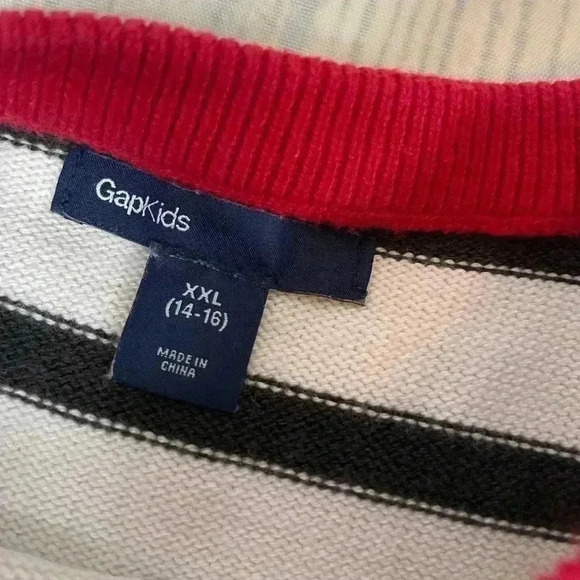 GapKids
XXL
(14-16)
MADE IN
CHINA